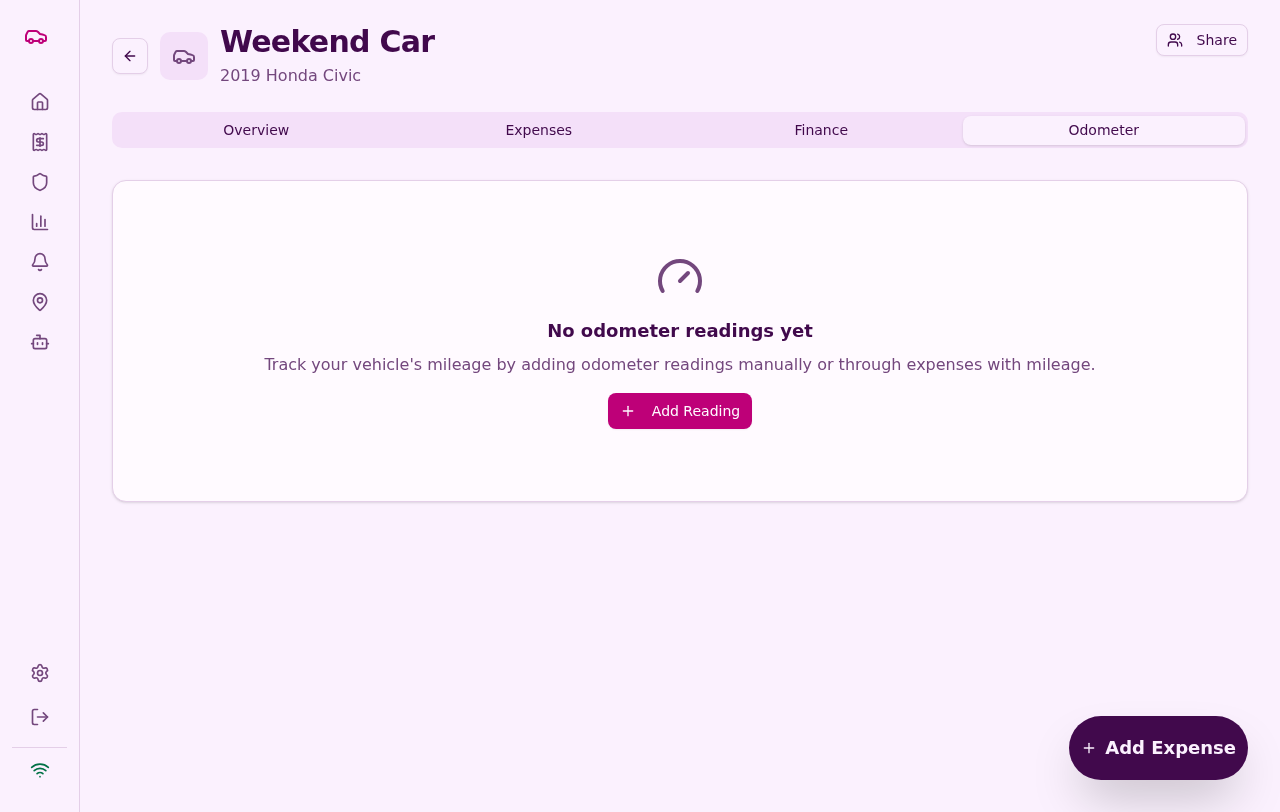 Weekend Car
2019 Honda Civic
Share
Overview
Expenses
Finance
Odometer
No odometer readings yet
Track your vehicle's mileage by adding odometer readings manually or through expenses with mileage.
Add Reading
Add Expense